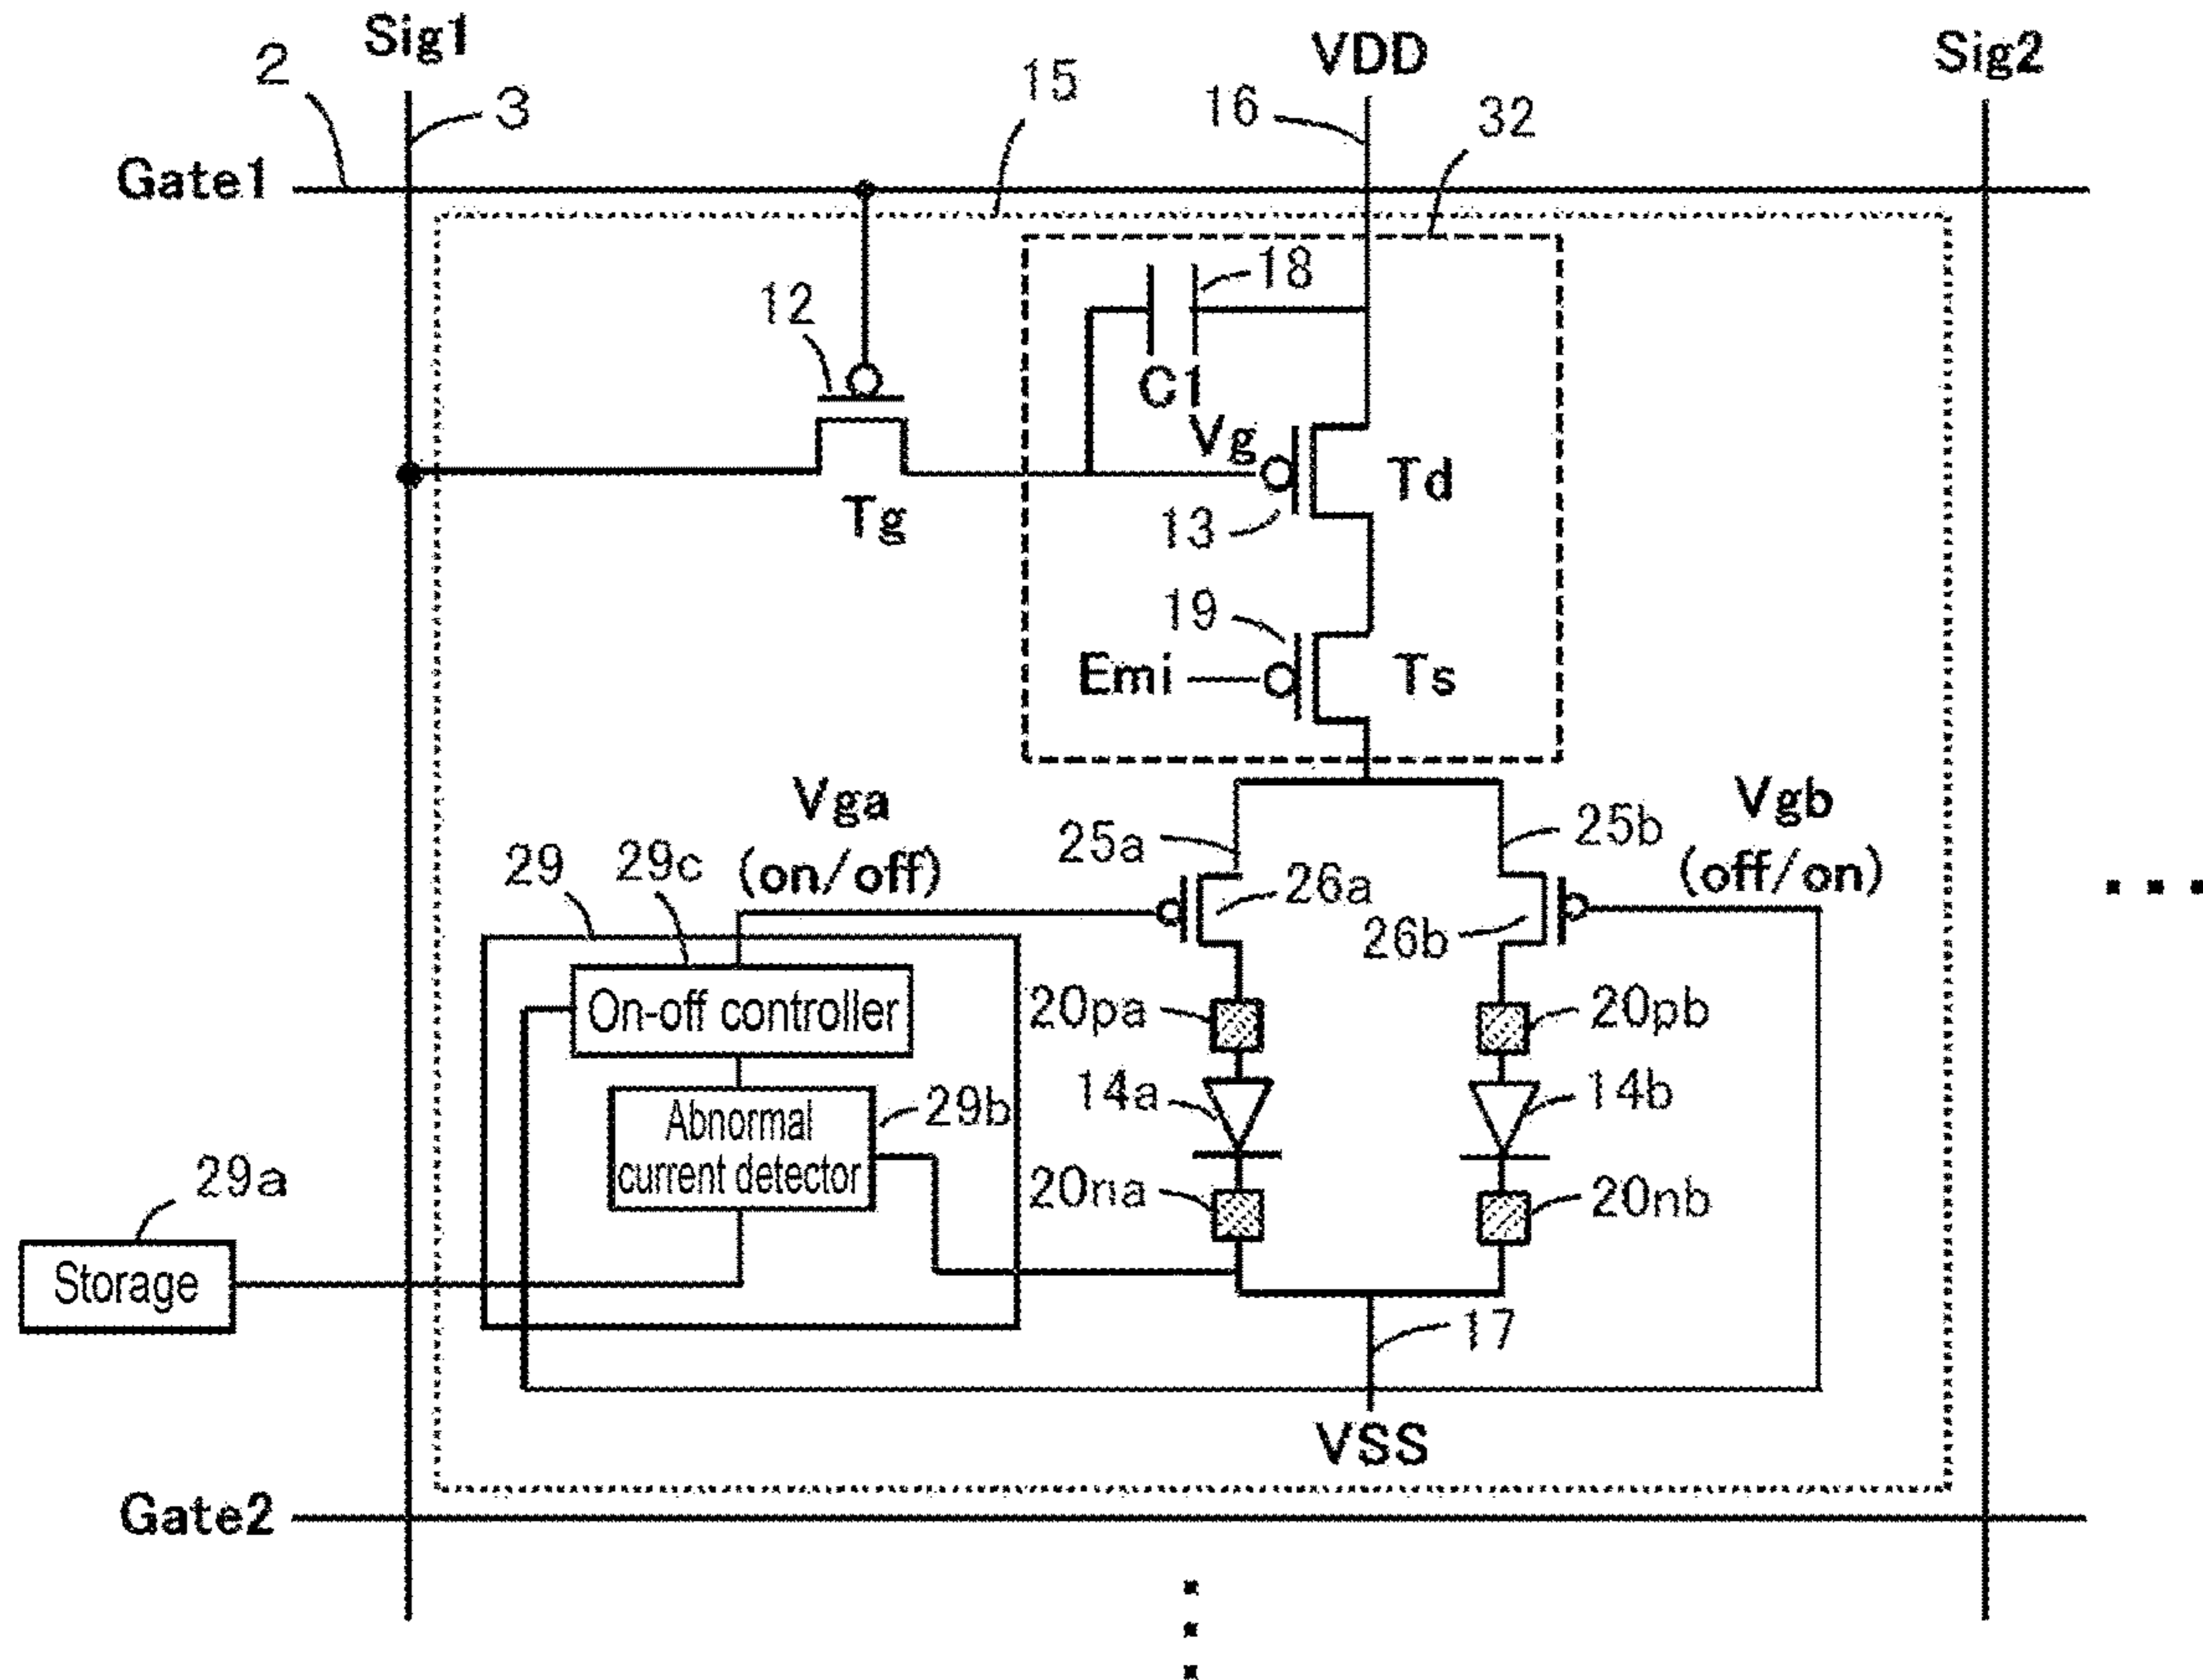 Sig1
VDD
Sig2
2
3
15
16
32
Gate1
18
12
C1
Vg
Td
Tg
13
19
Emi
Ts
Vga
(on/off)
Vgb
(off/on)
25a
25b
29
29c
26a
26b
On-off controller
20pa
20pb
14a
14b
Abnormal
current detector
29b
29a
20na
20nb
Storage
17
VSS
Gate2